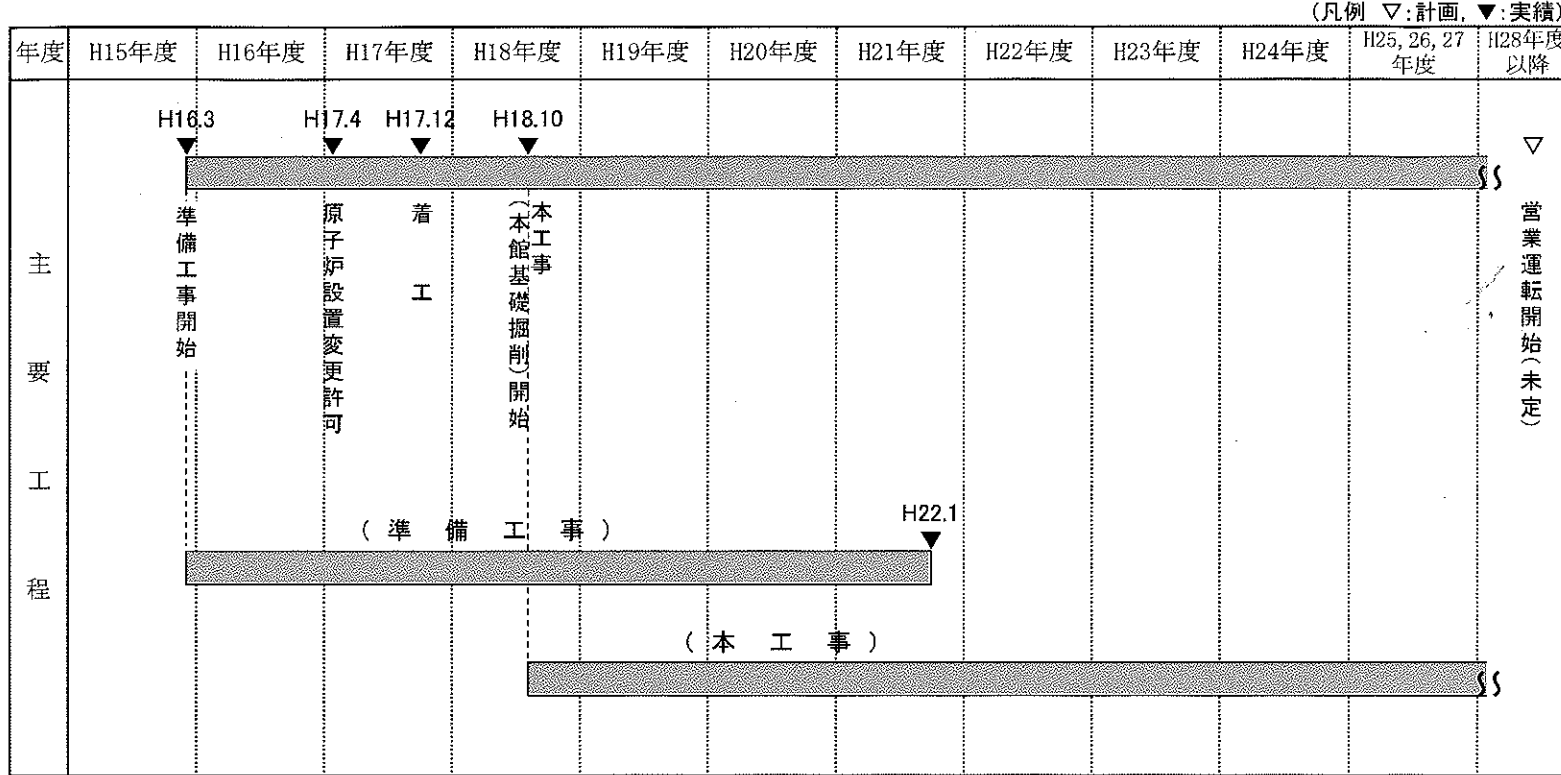 (凡例 ▽:計画, ▼:実績)
年度 H15年度 H16年度 H17年度 H18年度 H19年度 H20年度 H21年度 H22年度 H23年度 H24年度 H25, 26, 27年度 H28年度以降
主要工程
H16.3 H17.4 H17.12 H18.10
▼ ▼ ▼ ▼ ▽
準備工事開始
原子炉設置変更許可
着工
本工事
(本館基礎掘削)開始
営業運転開始(未定)
(準備工事)
H22.1
▼
(本工事)